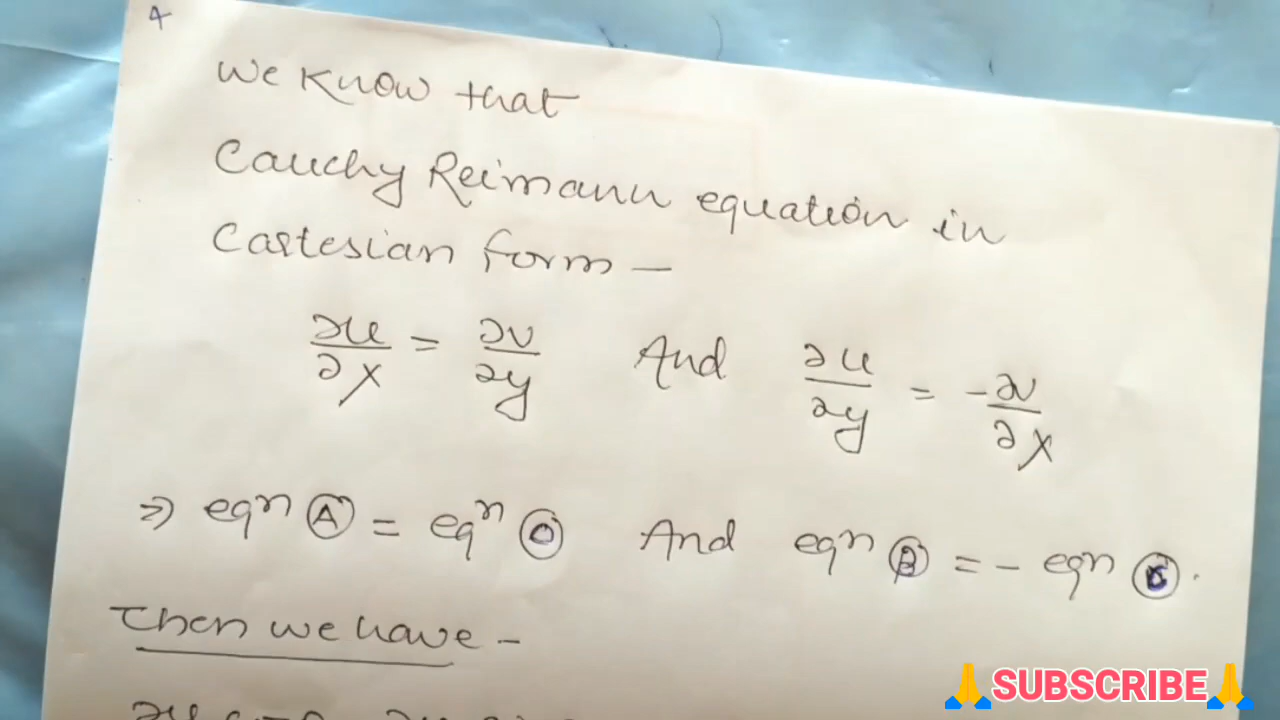 4
We know that
Cauchy Reimann equation in
Cartesian form –
∂u/∂x = ∂v/∂y And ∂u/∂y = -∂v/∂x
⇒ eqn Ⓐ = eqn And eqn Ⓑ = - eqn
Then we have -
SUBSCRIBE